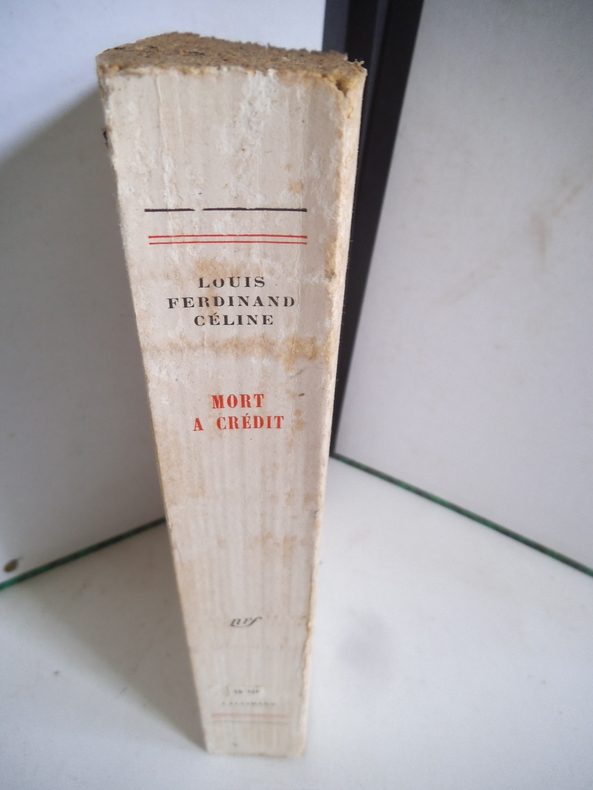 LOUIS
FERDINAND
CÉLINE
MORT
A CRÉDIT
nrf